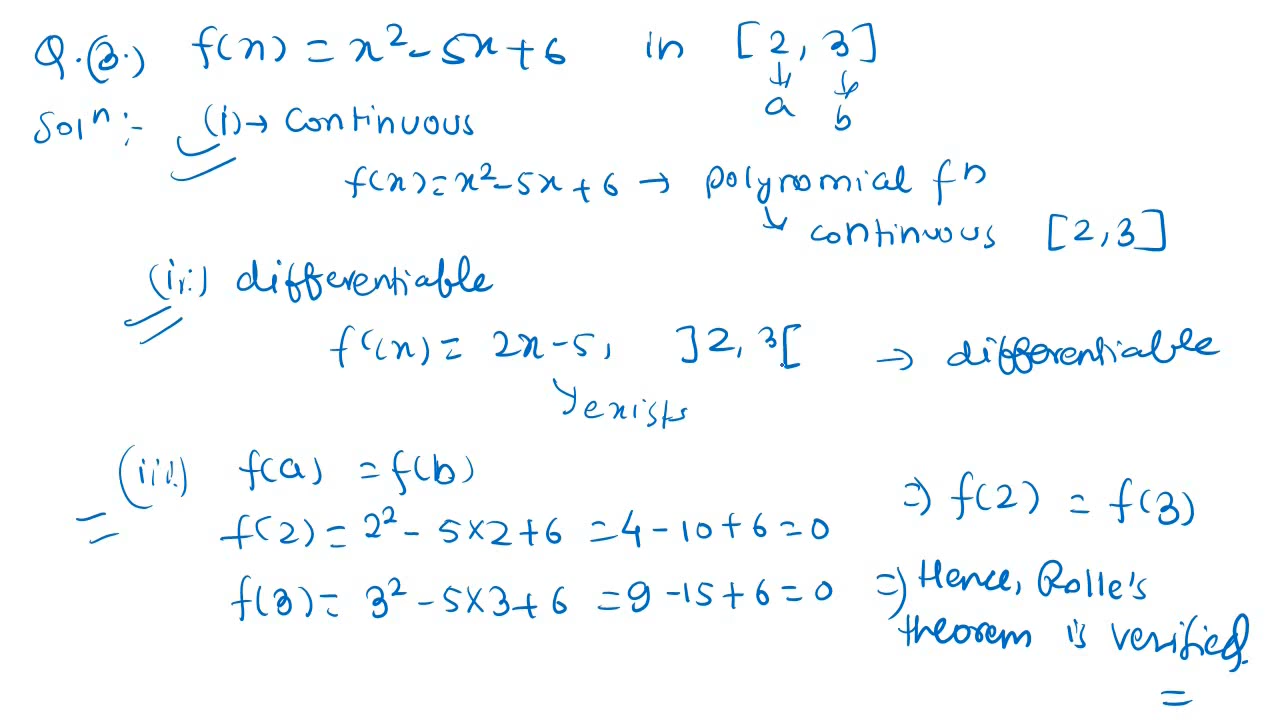 Q.(3.) f(x) = x² - 5x + 6 in [2, 3]
↓ ↓
a b
Solⁿ :- (i) → continuous
f(x) = x² - 5x + 6 → polynomial fⁿ
↳ continuous [2, 3]
(ii) differentiable
f'(x) = 2x - 5, ]2, 3[ → differentiable
↳ exists
(iii) f(a) = f(b)
f(2) = 2² - 5×2 + 6 = 4 - 10 + 6 = 0
f(3) = 3² - 5×3 + 6 = 9 - 15 + 6 = 0
⇒ f(2) = f(3)
⇒ Hence, Rolle's
theorem is verified.